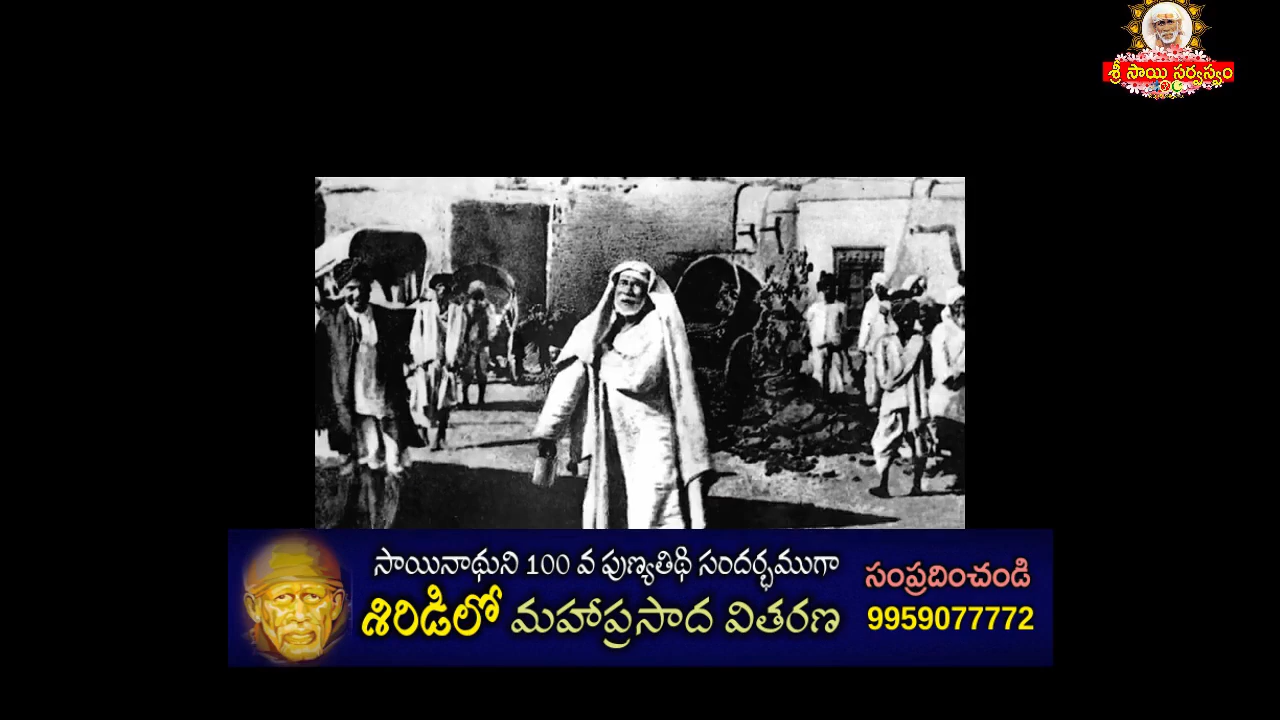 శ్రీ సాయి సర్వస్వం
సాయినాథుని 100 వ పుణ్యతిథి సందర్భముగా
శిరిడిలో మహాప్రసాద వితరణ
సంప్రదించండి
9959077772